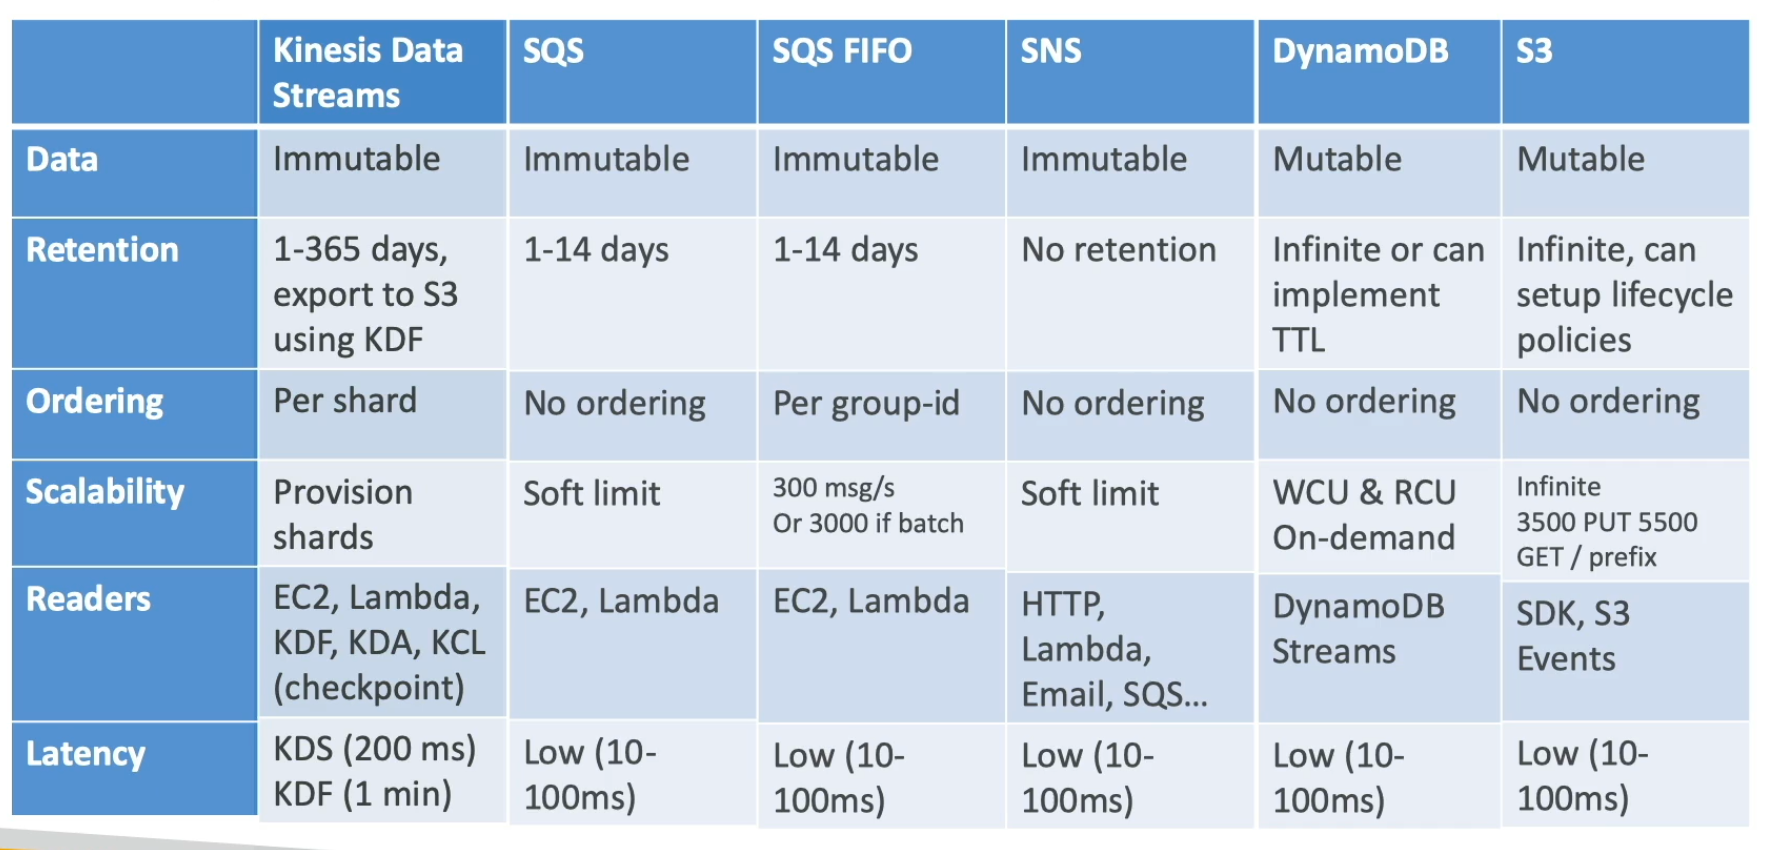 Kinesis Data
Streams
SQS
SQS FIFO
SNS
DynamoDB
S3
Data
Immutable
Immutable
Immutable
Immutable
Mutable
Mutable
Retention
1-365 days,
export to S3
using KDF
1-14 days
1-14 days
No retention
Infinite or can
implement
TTL
Infinite, can
setup lifecycle
policies
Ordering
Per shard
No ordering
Per group-id
No ordering
No ordering
No ordering
Scalability
Provision
shards
Soft limit
300 msg/s
Or 3000 if batch
Soft limit
WCU & RCU
On-demand
Infinite
3500 PUT 5500
GET / prefix
Readers
EC2, Lambda,
KDF, KDA, KCL
(checkpoint)
EC2, Lambda
EC2, Lambda
HTTP,
Lambda,
Email, SQS...
DynamoDB
Streams
SDK, S3
Events
Latency
KDS (200 ms)
KDF (1 min)
Low (10-
100ms)
Low (10-
100ms)
Low (10-
100ms)
Low (10-
100ms)
Low (10-
100ms)